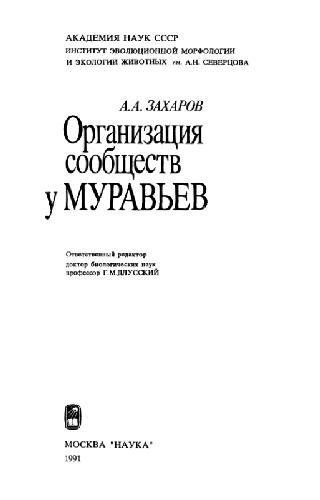 АКАДЕМИЯ НАУК СССР
ИНСТИТУТ ЭВОЛЮЦИОННОЙ МОРФОЛОГИИ
И ЭКОЛОГИИ ЖИВОТНЫХ им. А.Н. СЕВЕРЦОВА
А.А. ЗАХАРОВ
Организация
сообществ
у МУРАВЬЕВ
Ответственный редактор
доктор биологических наук
профессор Г.М.ДЛУССКИЙ
МОСКВА "НАУКА"
1991